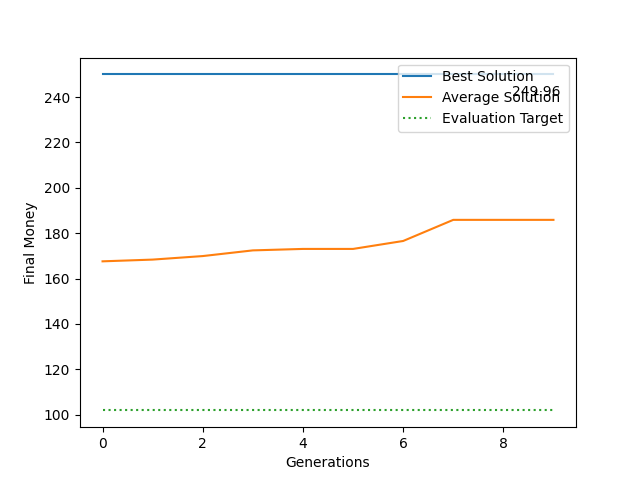 Best Solution
249.96
Average Solution
Evaluation Target
240
220
200
180
160
140
120
100
Final Money
0 2 4 6 8
Generations